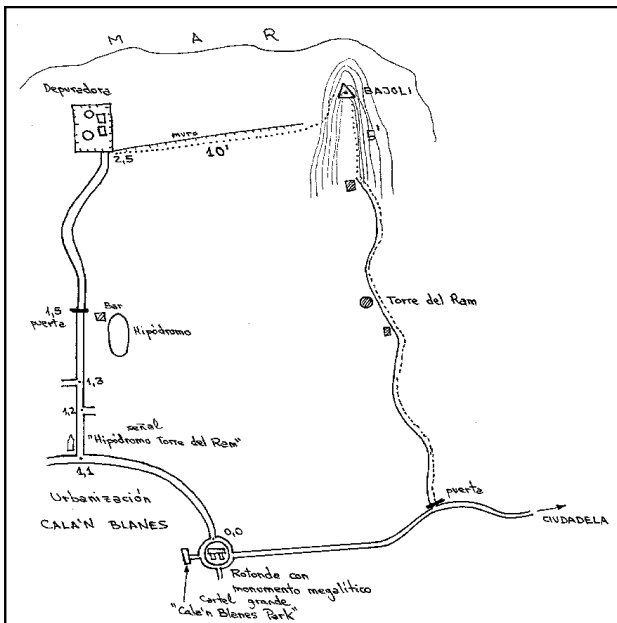 MAR
Depuradora
BAJOLI
5'
muro
10'
2,5
1,5
puerta
Bar
Hipódromo
Torre del Ram
1,3
1,2
señal
"Hipódromo Torre del Ram"
1,1
Urbanización
CALA'N BLANES
puerta
CIUDADELA
0,0
Rotonde con
monumento megalítico
Cartel grande
"Cala'n Blanes Park"